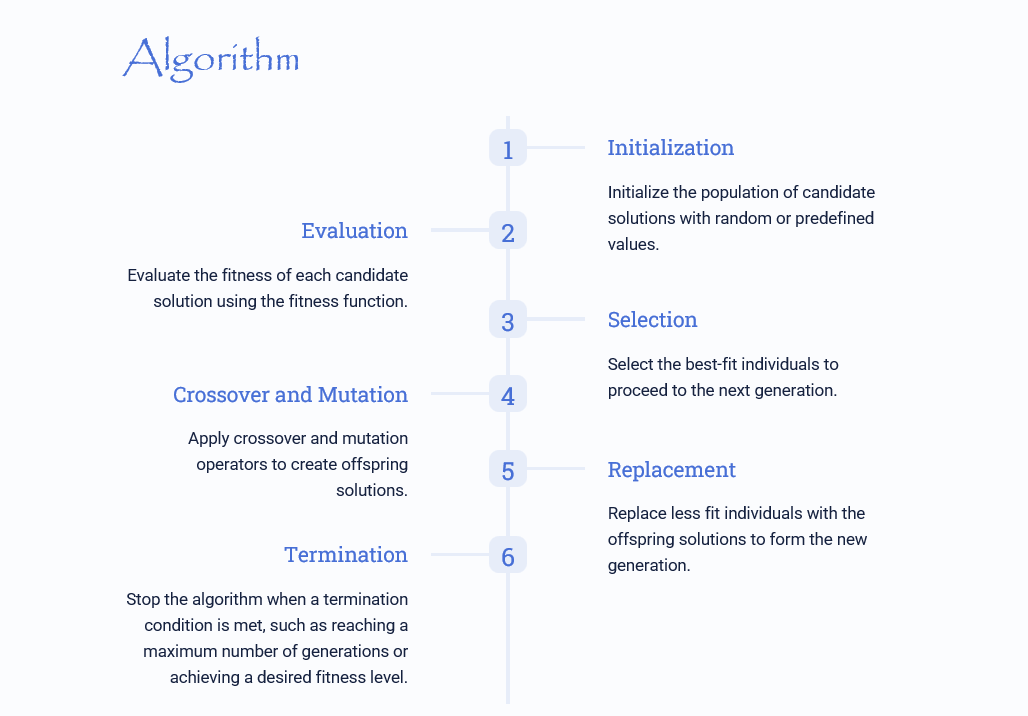 Algorithm
1
Initialization
Initialize the population of candidate
solutions with random or predefined
values.
2
Evaluation
Evaluate the fitness of each candidate
solution using the fitness function.
3
Selection
Select the best-fit individuals to
proceed to the next generation.
4
Crossover and Mutation
Apply crossover and mutation
operators to create offspring
solutions.
5
Replacement
Replace less fit individuals with the
offspring solutions to form the new
generation.
6
Termination
Stop the algorithm when a termination
condition is met, such as reaching a
maximum number of generations or
achieving a desired fitness level.